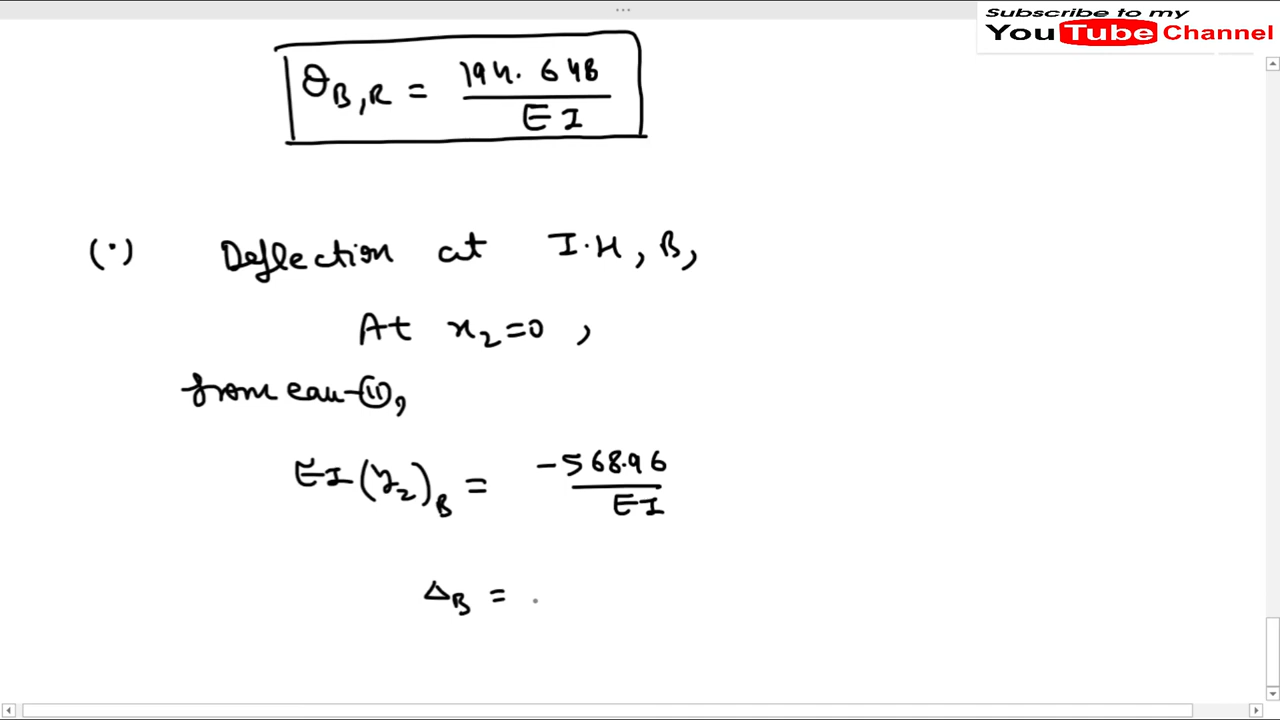 Subscribe to my
YouTube Channel
θB,R = 194.648 / EI
(•) Deflection at I.H, B,
At x2=0 ,
from eqn-(11),
EI(y2)B = -568.96 / EI
ΔB =